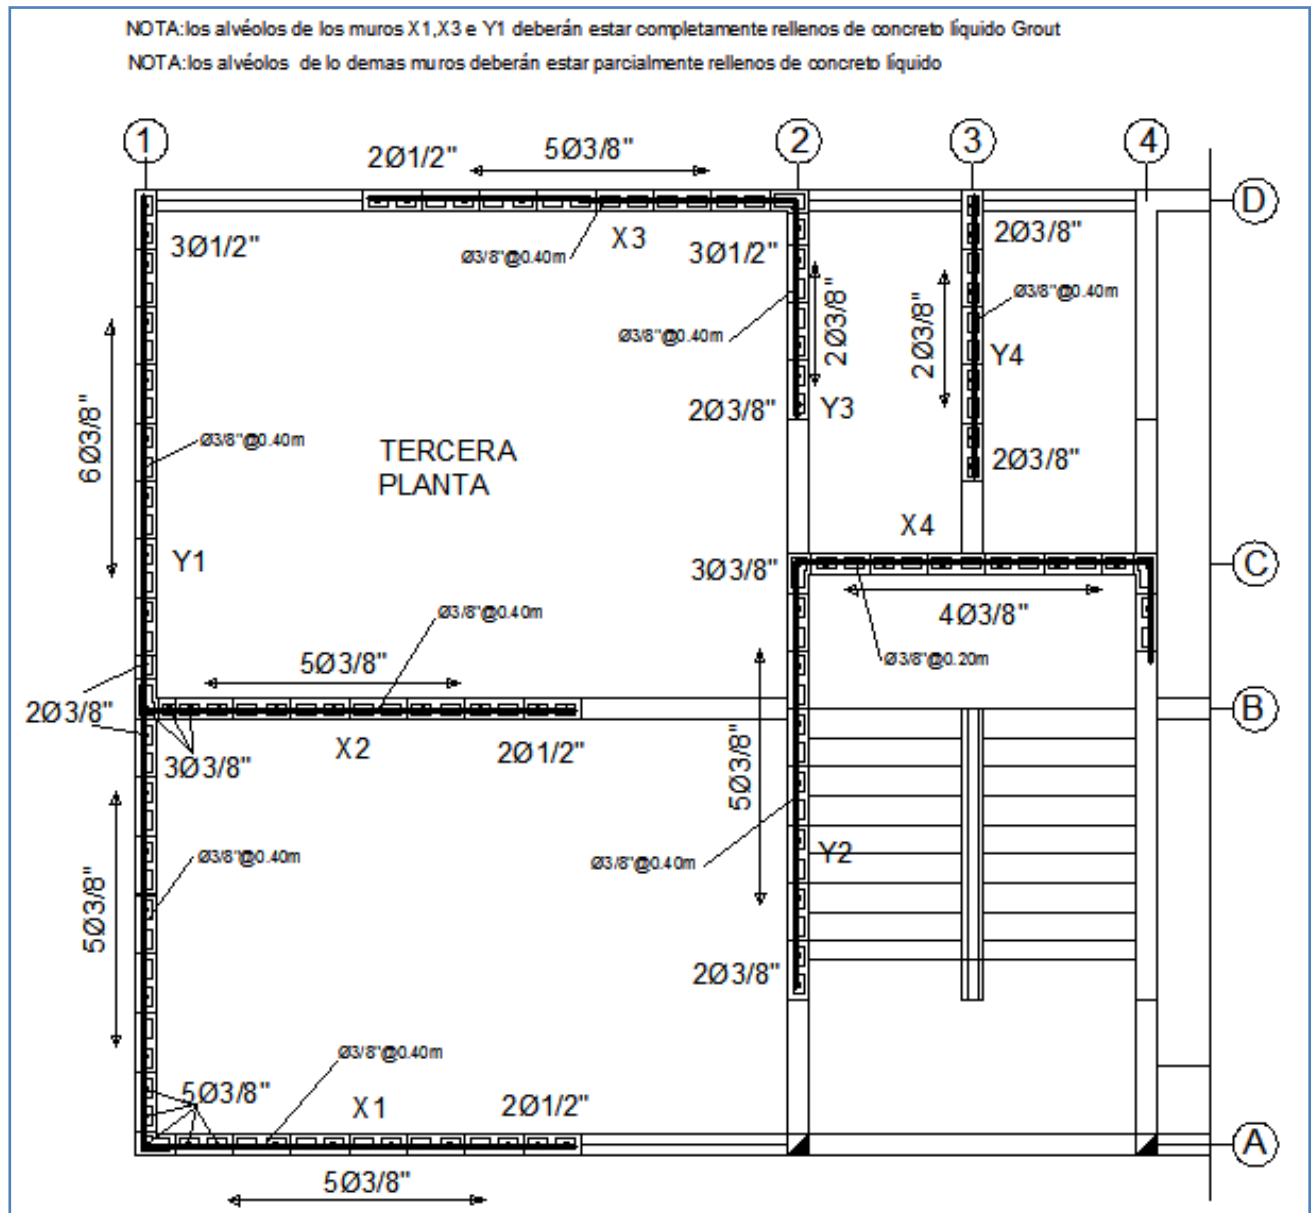 NOTA:los alvéolos de los muros X1,X3 e Y1 deberán estar completamente rellenos de concreto líquido Grout
NOTA:los alvéolos de lo demas muros deberán estar parcialmente rellenos de concreto líquido
1
2
3
4
2Ø1/2"
5Ø3/8"
D
3Ø1/2"
Ø3/8"@0.40m
X3
3Ø1/2"
2Ø3/8"
Ø3/8"@0.40m
Ø3/8"@0.40m
2Ø3/8"
2Ø3/8"
Y4
6Ø3/8"
Ø3/8"@0.40m
TERCERA
PLANTA
2Ø3/8"
Y3
2Ø3/8"
X4
Y1
3Ø3/8"
C
Ø3/8"@0.40m
4Ø3/8"
5Ø3/8"
Ø3/8"@0.20m
2Ø3/8"
B
X2
2Ø1/2"
3Ø3/8"
5Ø3/8"
Ø3/8"@0.40m
Ø3/8"@0.40m
Y2
5Ø3/8"
2Ø3/8"
Ø3/8"@0.40m
5Ø3/8"
X1
2Ø1/2"
A
5Ø3/8"